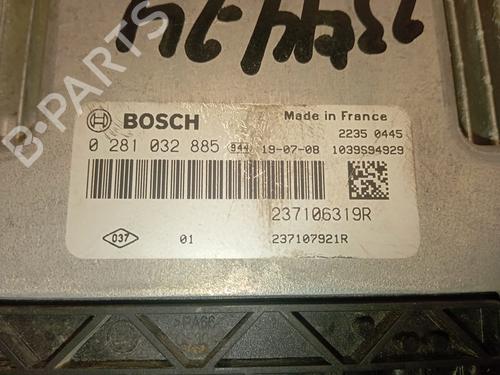 B-PARTS
BOSCH
Made in France
2235 0445
0 281 032 885 944 19-07-08 1039S94929
237106319R
037 01 237107921R
>PA66